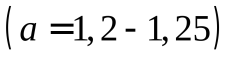 (a =1, 2 - 1, 25)